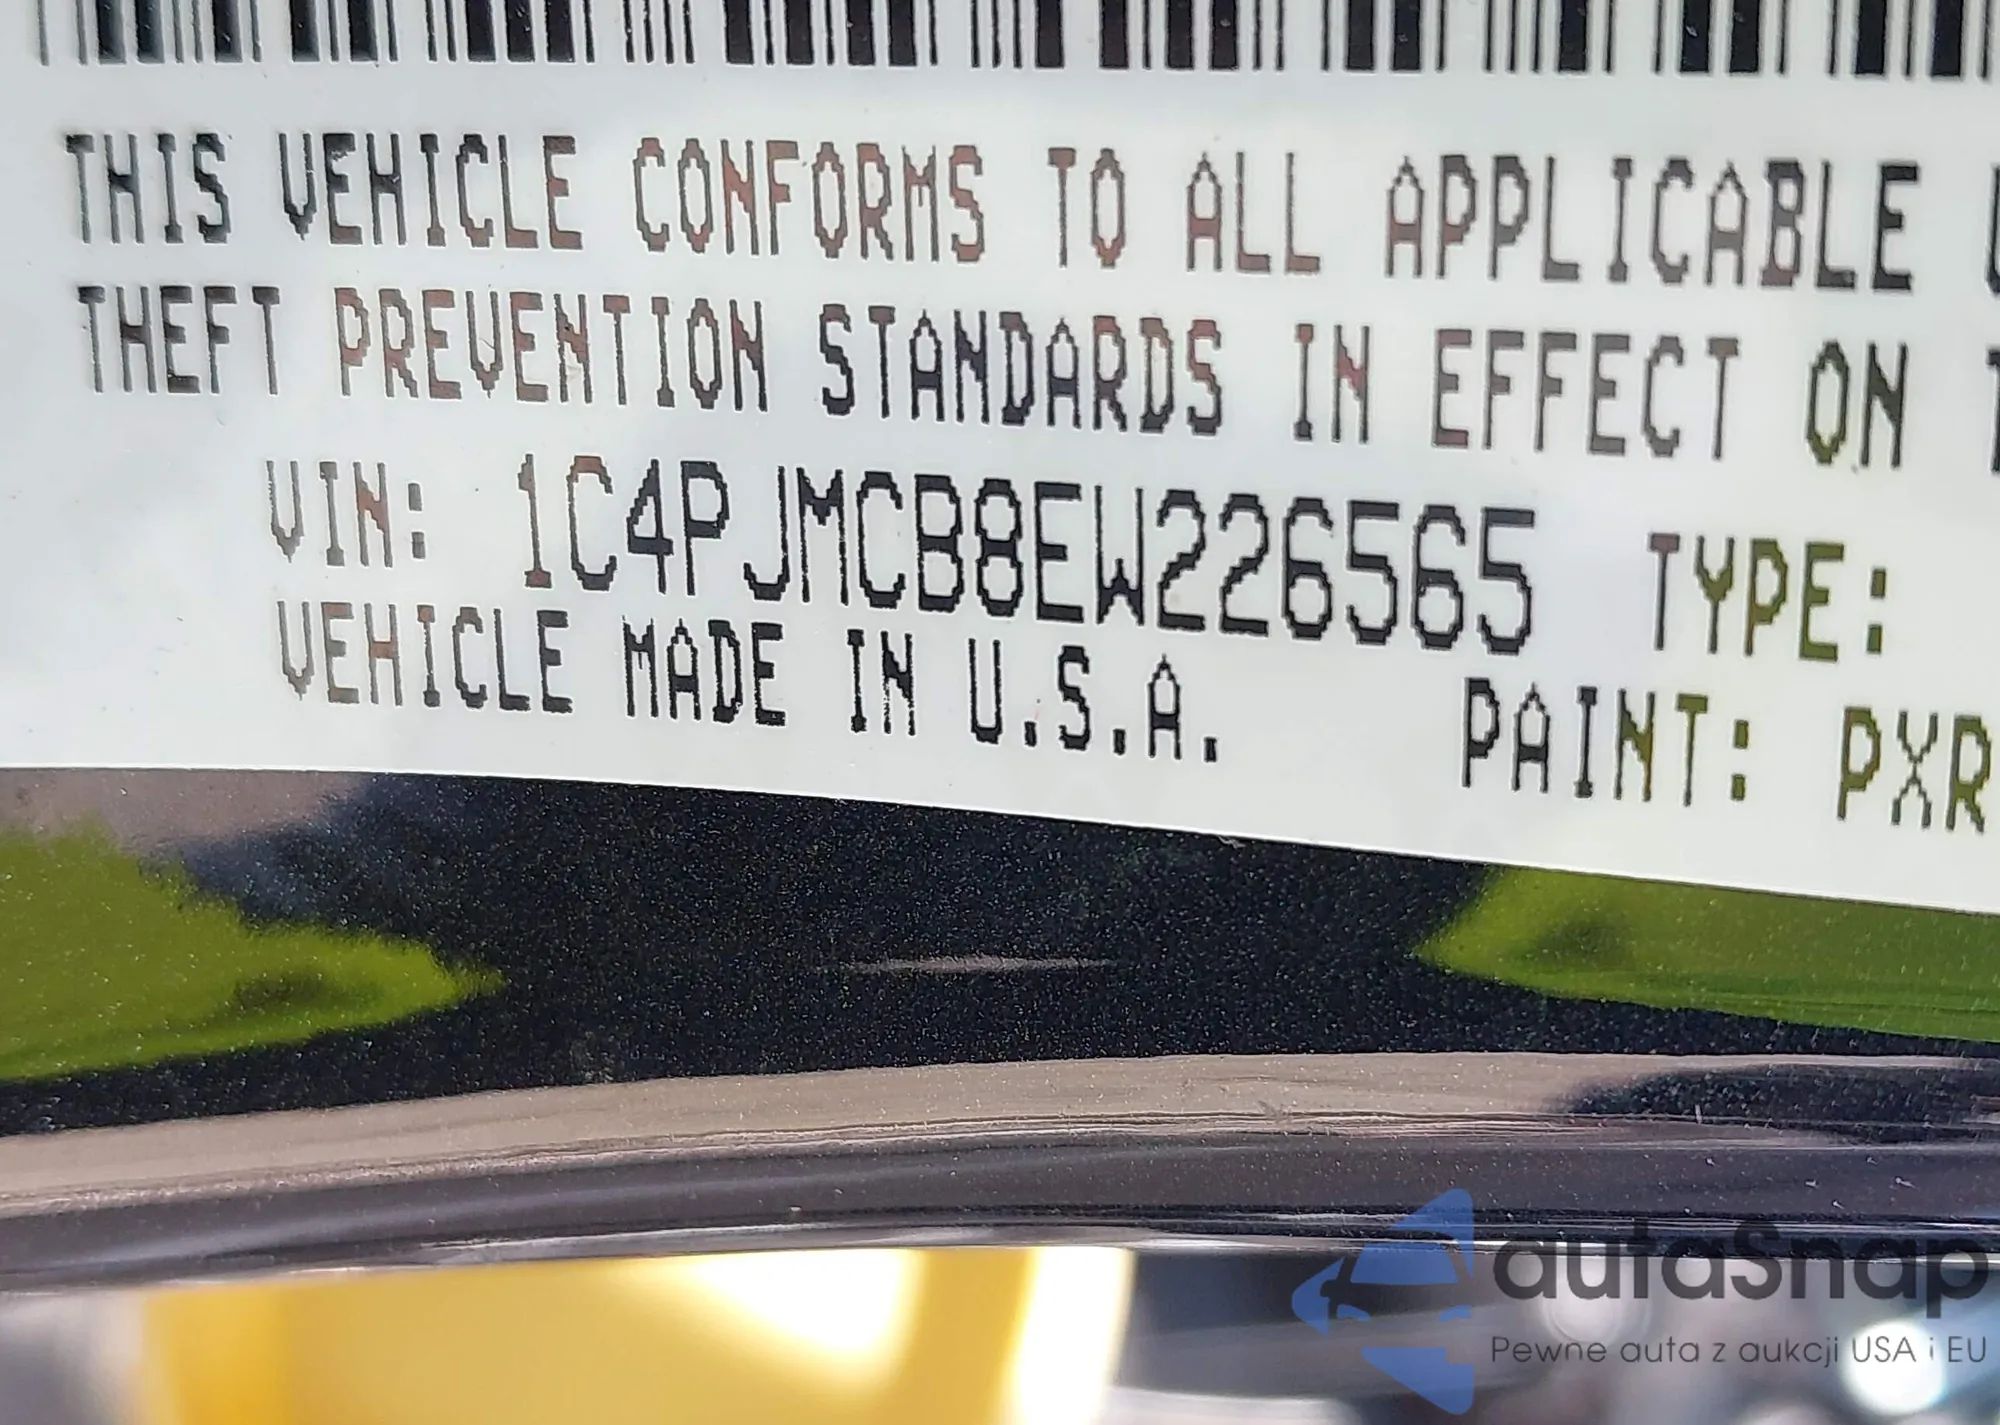 THIS VEHICLE CONFORMS TO ALL APPLICABLE
THEFT PREVENTION STANDARDS IN EFFECT ON
VIN: 1C4PJMCB8EW226565 TYPE:
VEHICLE MADE IN U.S.A. PAINT: PXR
autaSnap
Pewne auta z aukcji USA i EU